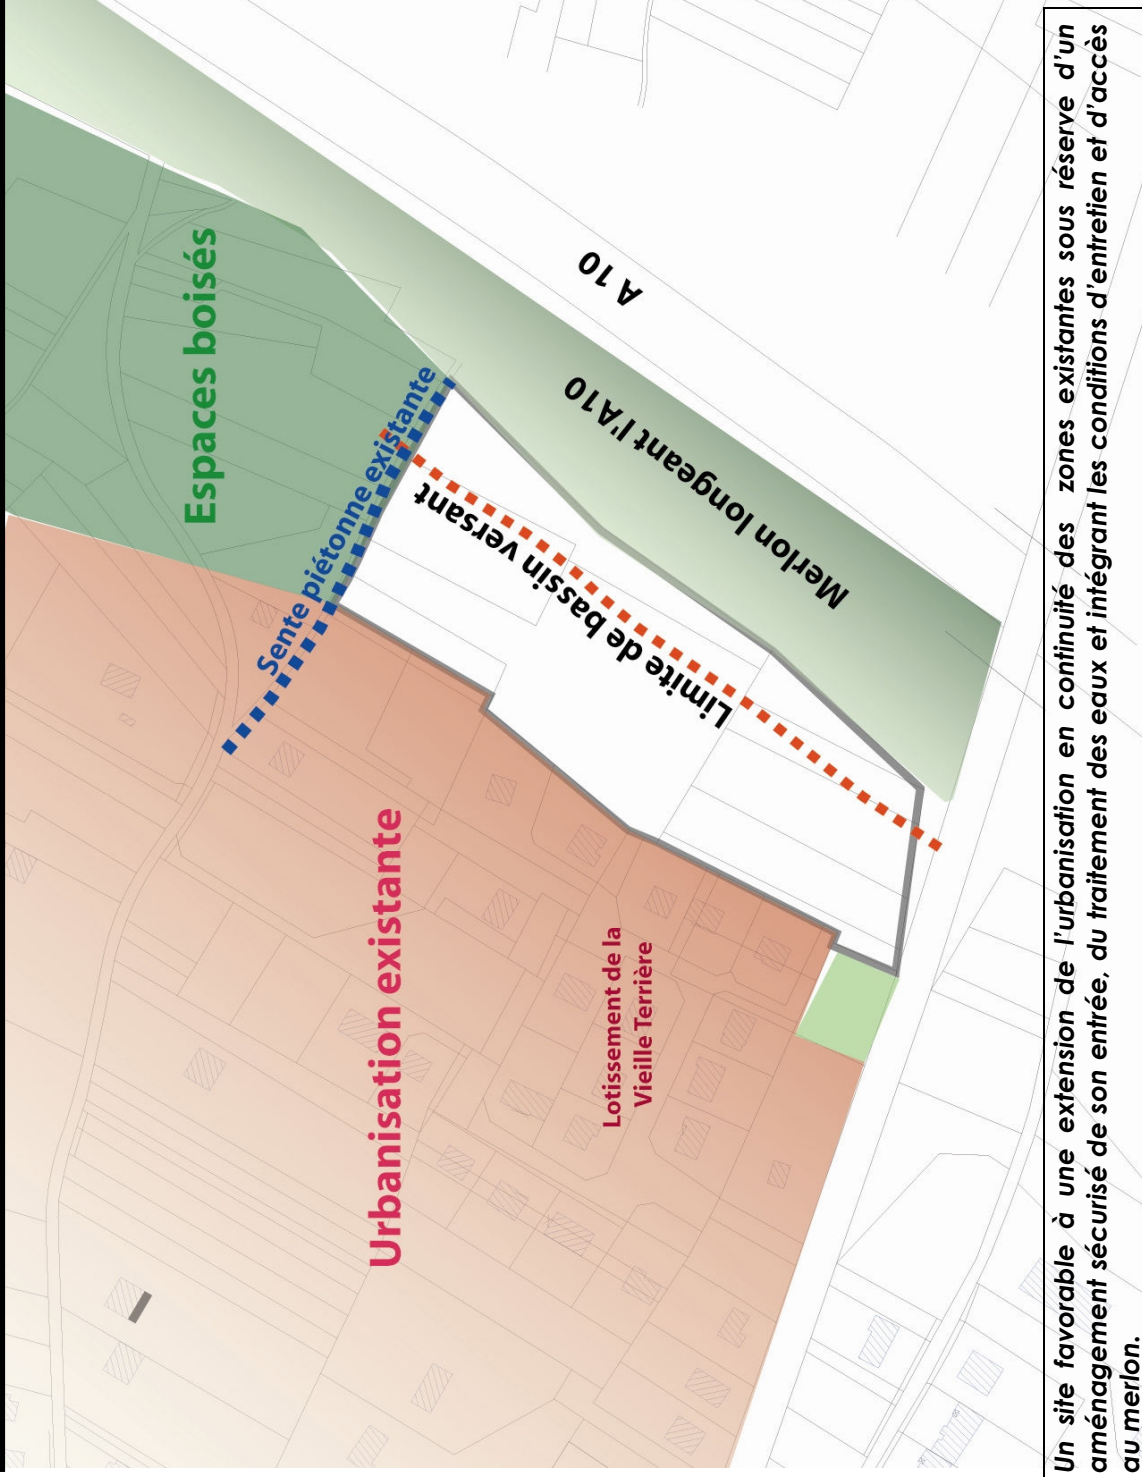 Espaces boisés
Sente piétonne existante
A 10
Merlon longeant l'A10
Limite de bassin versant
Urbanisation existante
Lotissement de la
Vieille Terrière
Un site favorable à une extension de l'urbanisation en continuité des zones existantes sous réserve d'un
aménagement sécurisé de son entrée, du traitement des eaux et intégrant les conditions d'entretien et d'accès
au merlon.